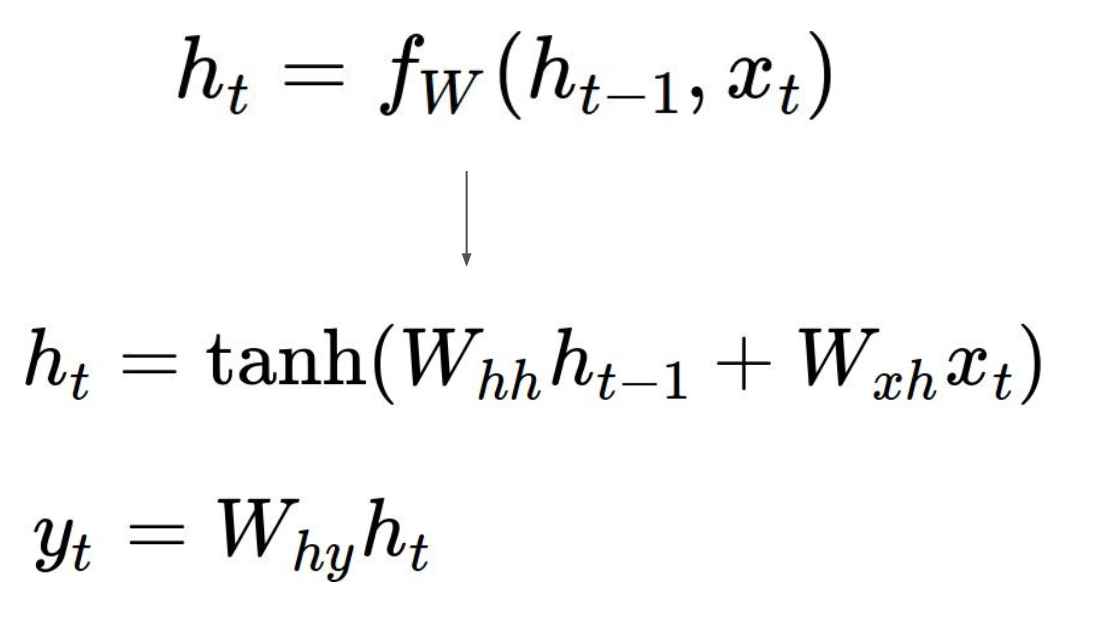 h_t = f_W(h_{t-1}, x_t)
h_t = tanh(W_{hh}h_{t-1} + W_{xh}x_t)
y_t = W_{hy}h_t